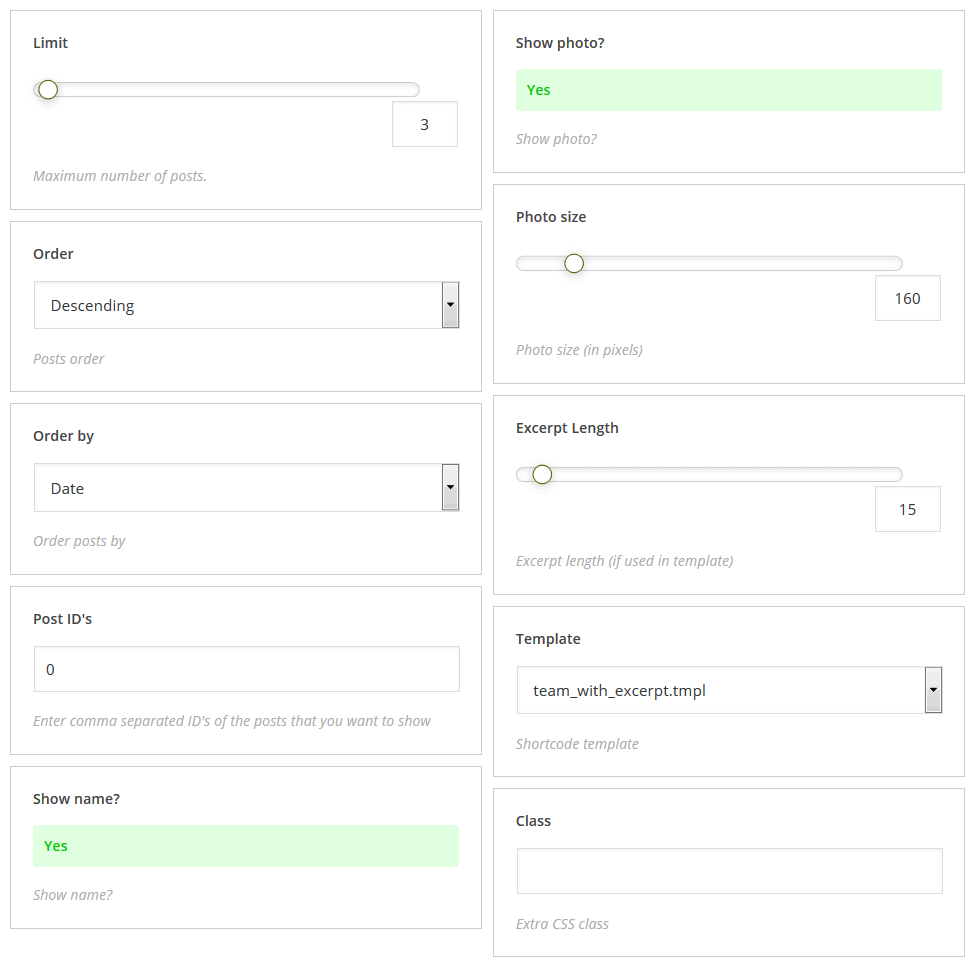 Limit
3
Maximum number of posts.
Order
Descending
Posts order
Order by
Date
Order posts by
Post ID's
0
Enter comma separated ID's of the posts that you want to show
Show name?
Yes
Show name?
Show photo?
Yes
Show photo?
Photo size
160
Photo size (in pixels)
Excerpt Length
15
Excerpt length (if used in template)
Template
team_with_excerpt.tmpl
Shortcode template
Class
Extra CSS class